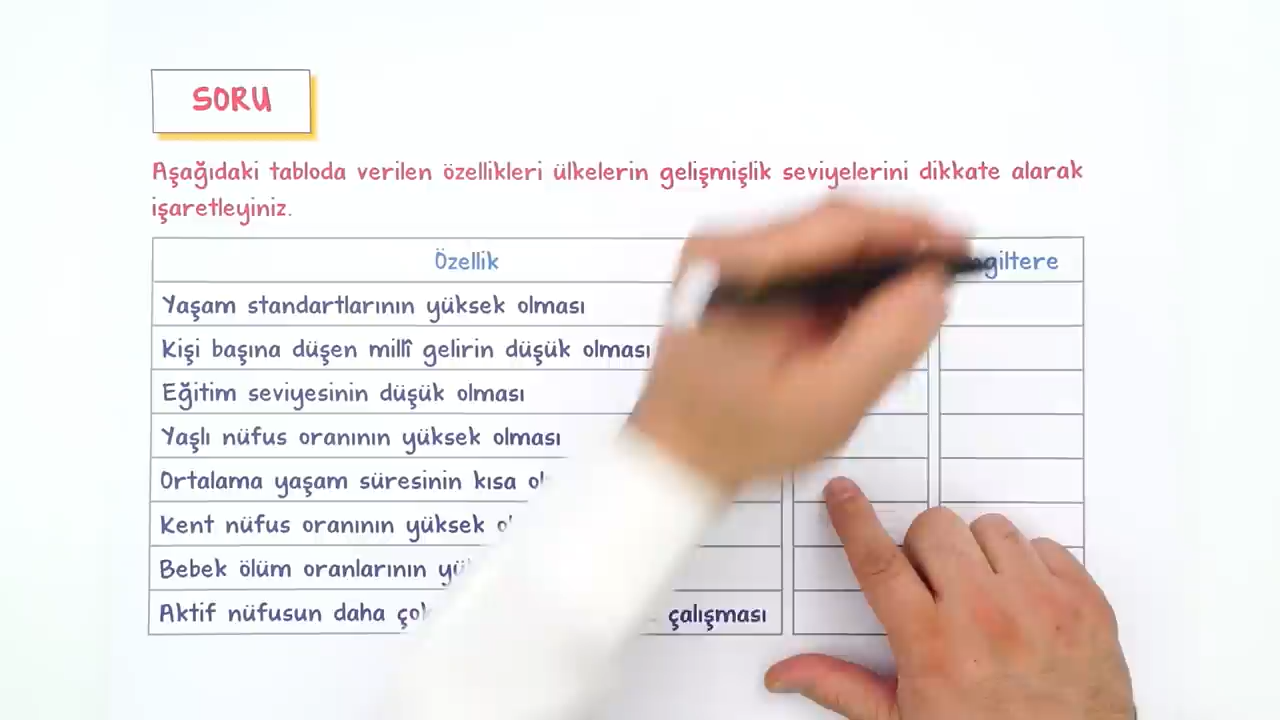 SORU
Aşağıdaki tabloda verilen özellikleri ülkelerin gelişmişlik seviyelerini dikkate alarak
işaretleyiniz.
Özellik
Yaşam standartlarının yüksek olması
Kişi başına düşen millî gelirin düşük olması
Eğitim seviyesinin düşük olması
Yaşlı nüfus oranının yüksek olması
Ortalama yaşam süresinin kısa
Kent nüfus oranının yüksek
Bebek ölüm oranlarının
Aktif nüfusun daha çalışması